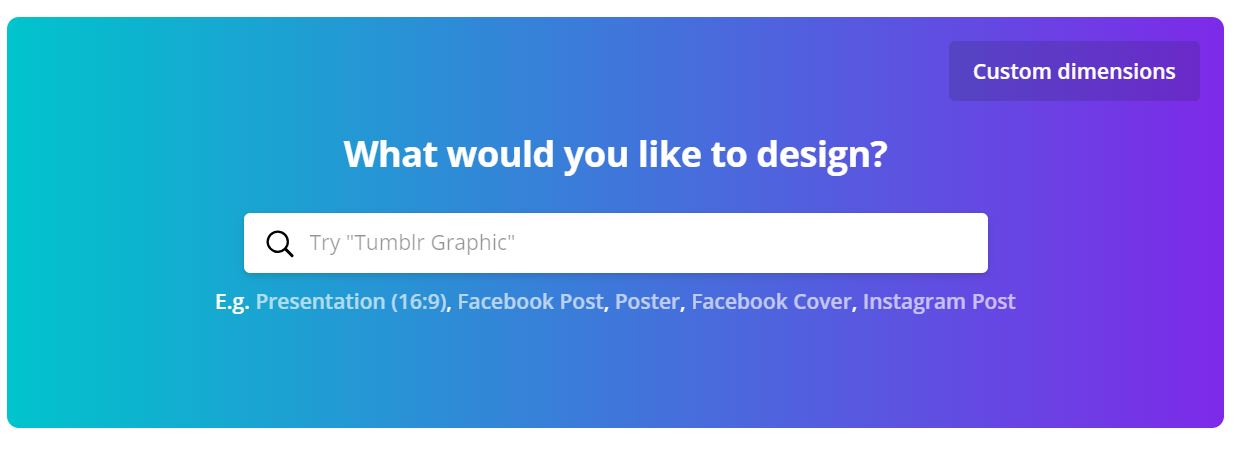 Custom dimensions
What would you like to design?
Try "Tumblr Graphic"
E.g. Presentation (16:9), Facebook Post, Poster, Facebook Cover, Instagram Post